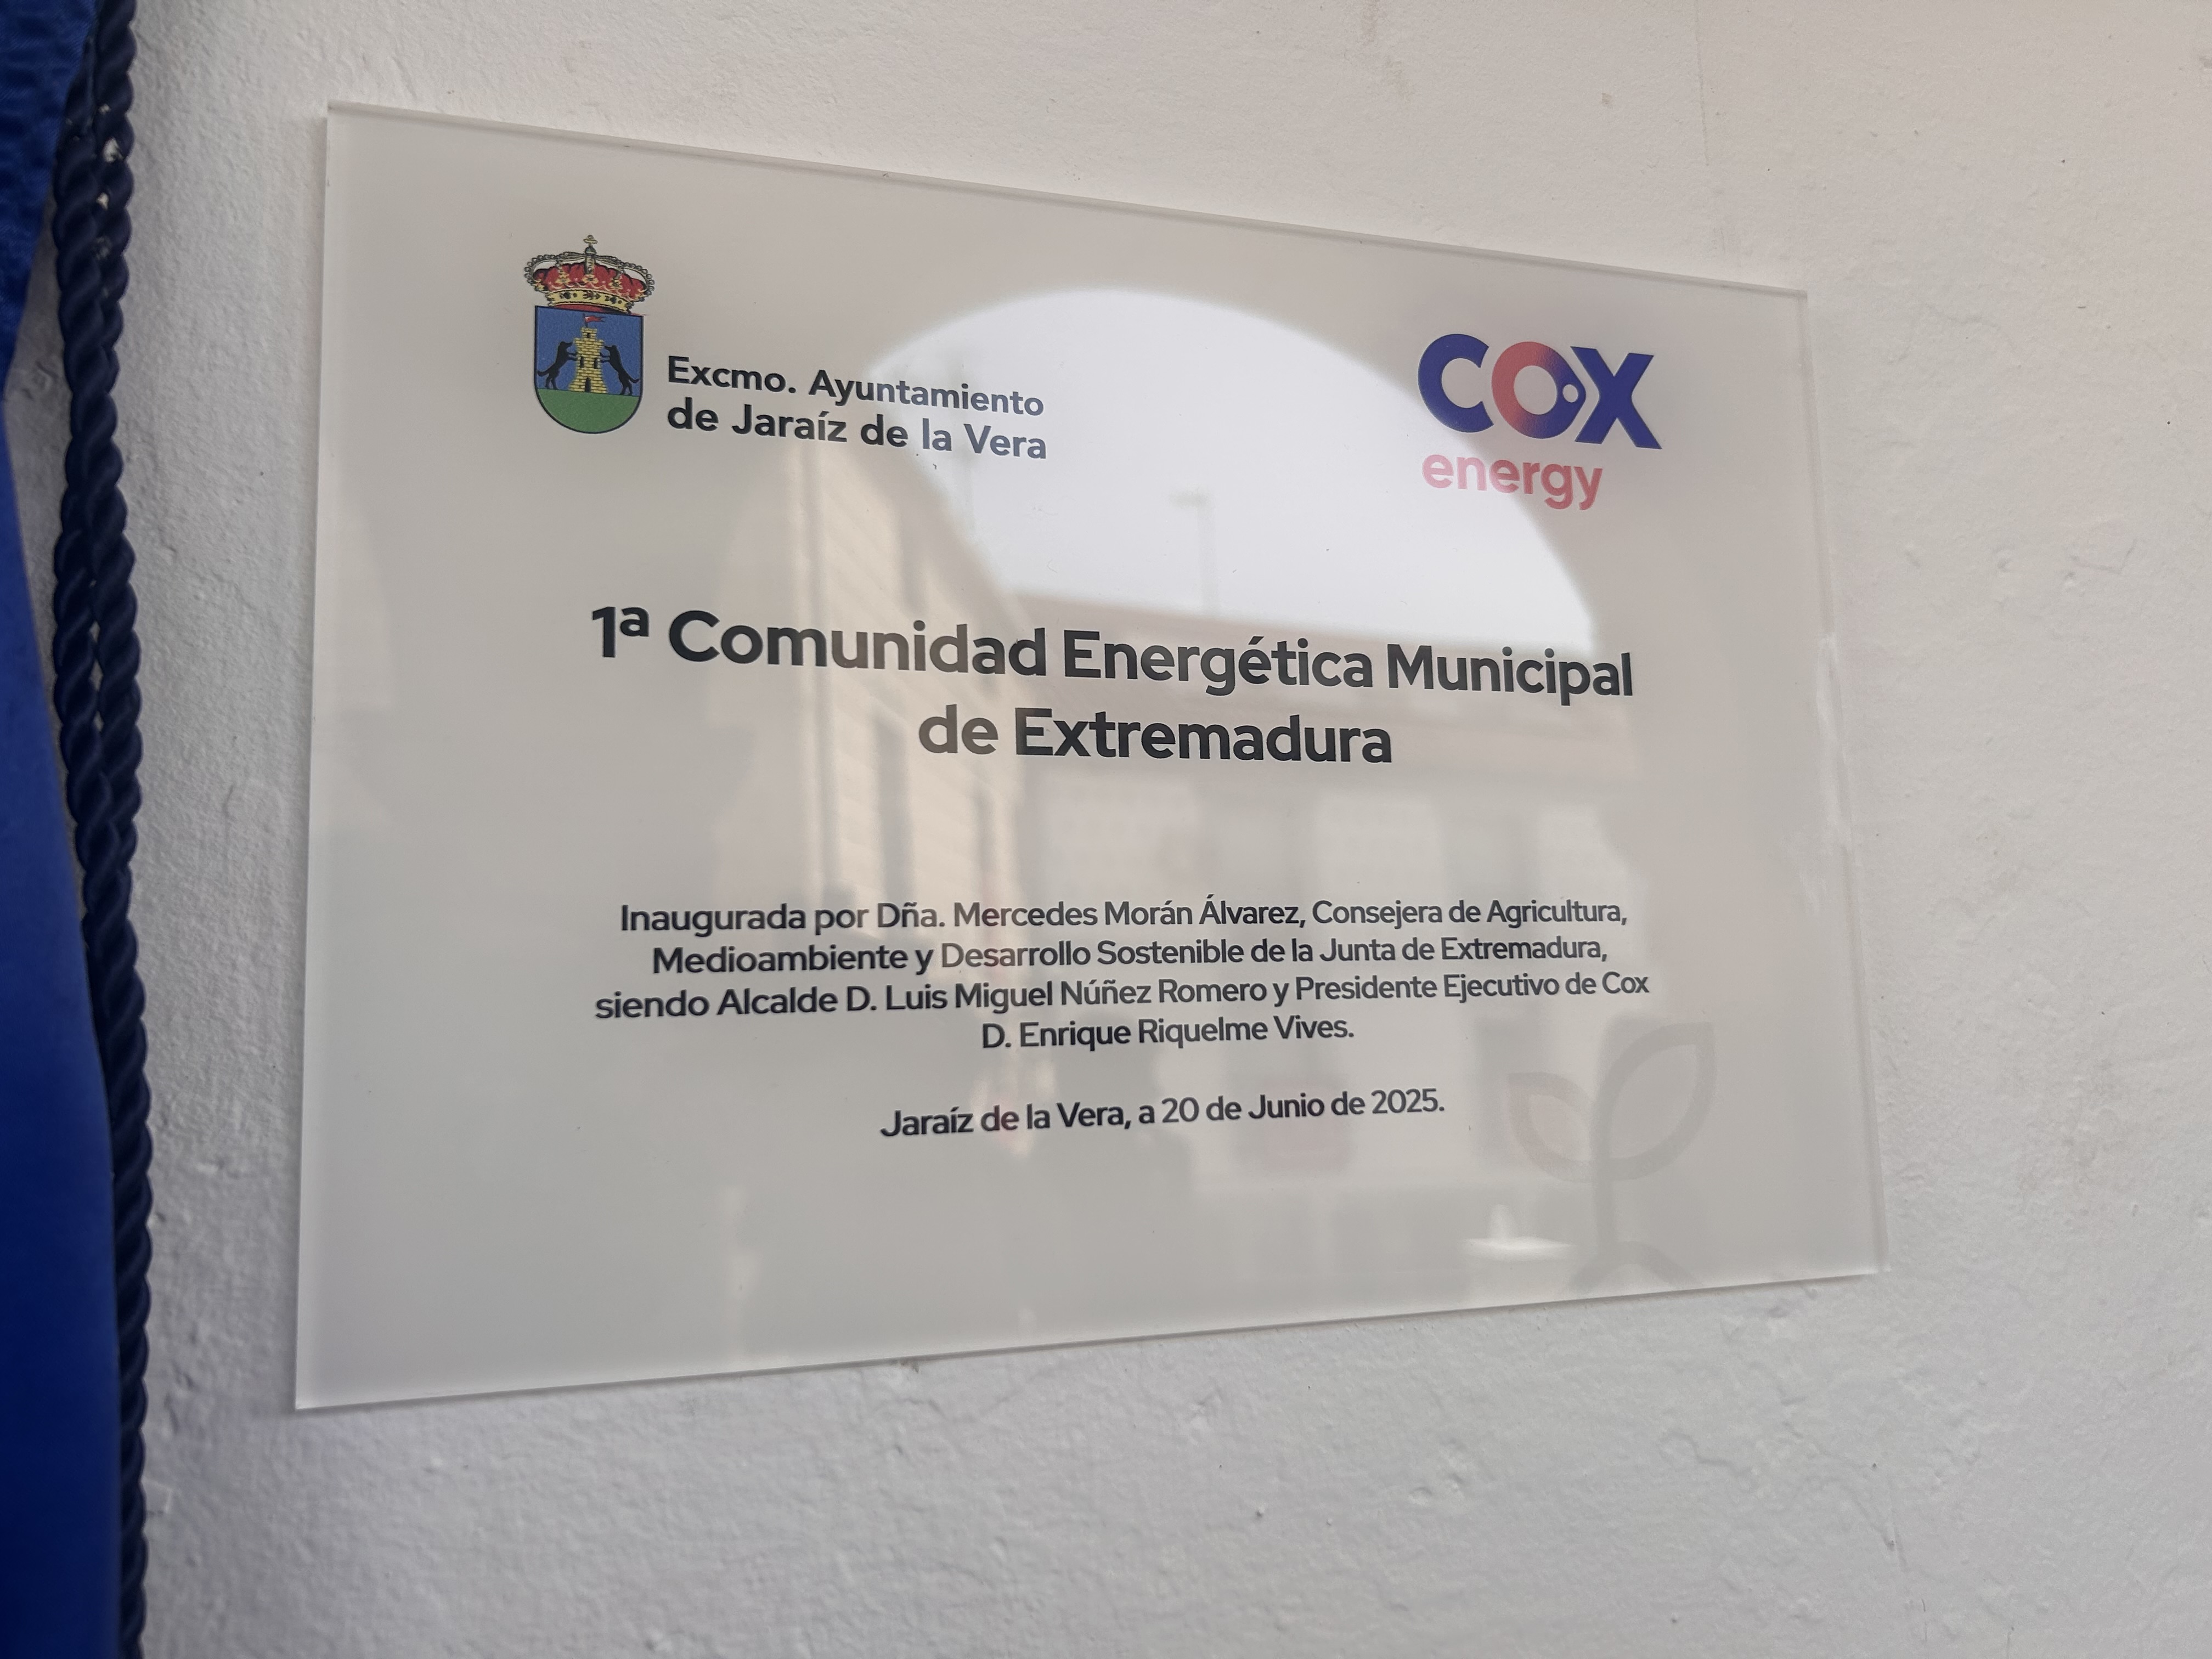 Excmo. Ayuntamiento
de Jaraíz de la Vera
COX
energy
1ª Comunidad Energética Municipal
de Extremadura
Inaugurada por Dña. Mercedes Morán Álvarez, Consejera de Agricultura,
Medioambiente y Desarrollo Sostenible de la Junta de Extremadura,
siendo Alcalde D. Luis Miguel Núñez Romero y Presidente Ejecutivo de Cox
D. Enrique Riquelme Vives.
Jaraíz de la Vera, a 20 de Junio de 2025.